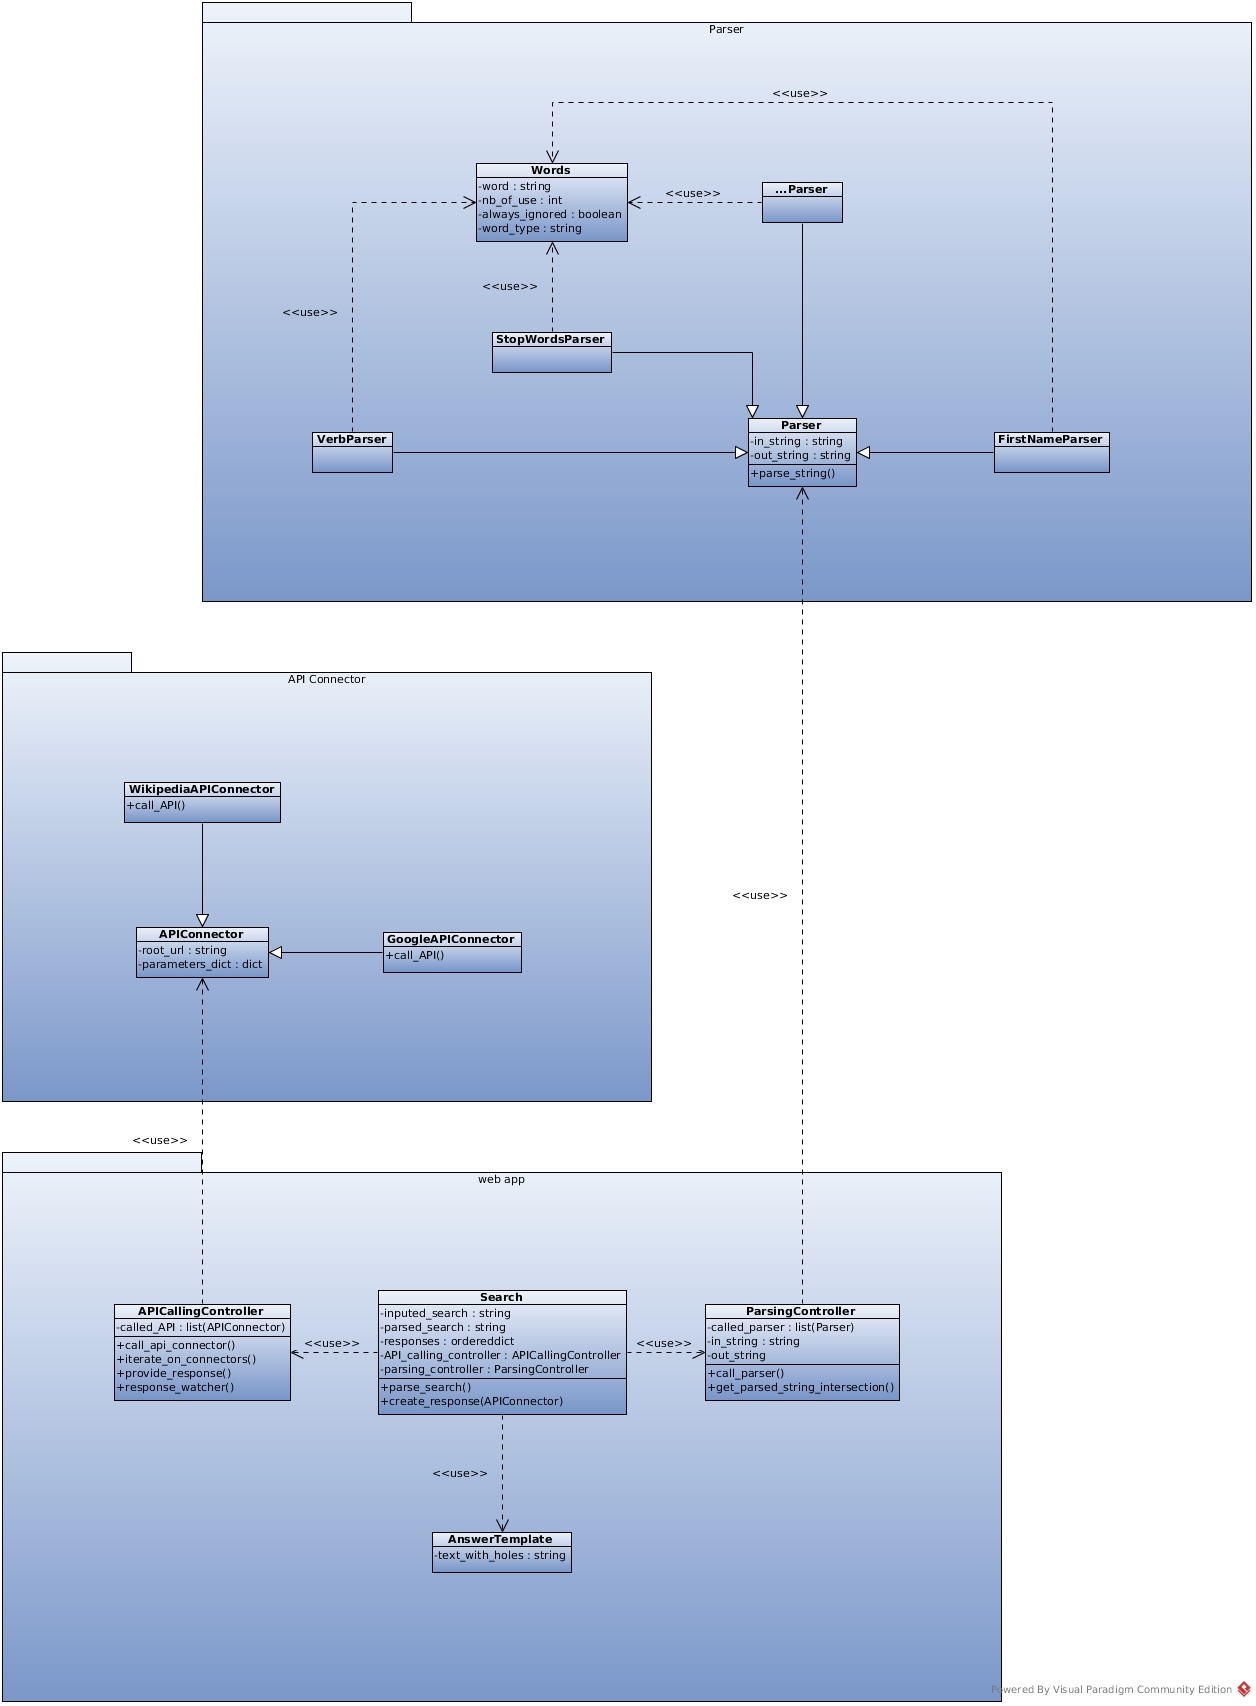 Parser
<<use>>
Words
-word : string
-nb_of_use : int
-always_ignored : boolean
-word_type : string
<<use>>
...Parser
<<use>>
<<use>>
StopWordsParser
VerbParser
Parser
-in_string : string
-out_string : string
+parse_string()
FirstNameParser
API Connector
WikipediaAPIConnector
+call_API()
<<use>>
APIConnector
-root_url : string
-parameters_dict : dict
GoogleAPIConnector
+call_API()
<<use>>
web app
APICallingController
-called_API : list(APIConnector)
+call_api_connector()
+iterate_on_connectors()
+provide_response()
+response_watcher()
<<use>>
Search
-inputed_search : string
-parsed_search : string
-responses : ordereddict
-API_calling_controller : APICallingController
-parsing_controller : ParsingController
+parse_search()
+create_response(APIConnector)
<<use>>
ParsingController
-called_parser : list(Parser)
-in_string : string
-out_string
+call_parser()
+get_parsed_string_intersection()
<<use>>
AnswerTemplate
-text_with_holes : string
Powered By Visual Paradigm Community Edition